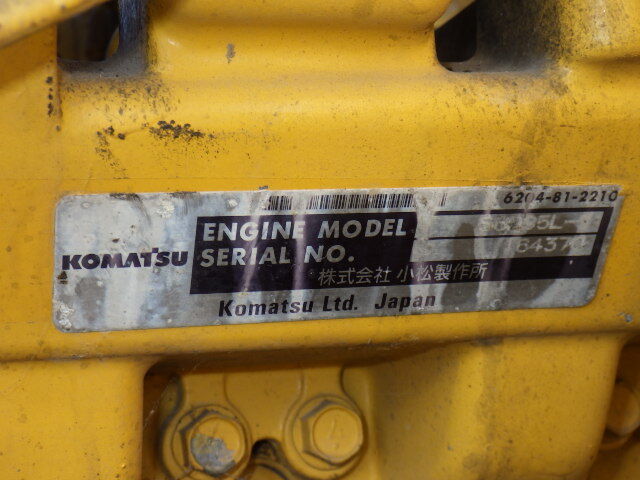 6204-81-2210
KOMATSU
ENGINE MODEL
SERIAL NO.
株式会社 小松製作所
Komatsu Ltd. Japan